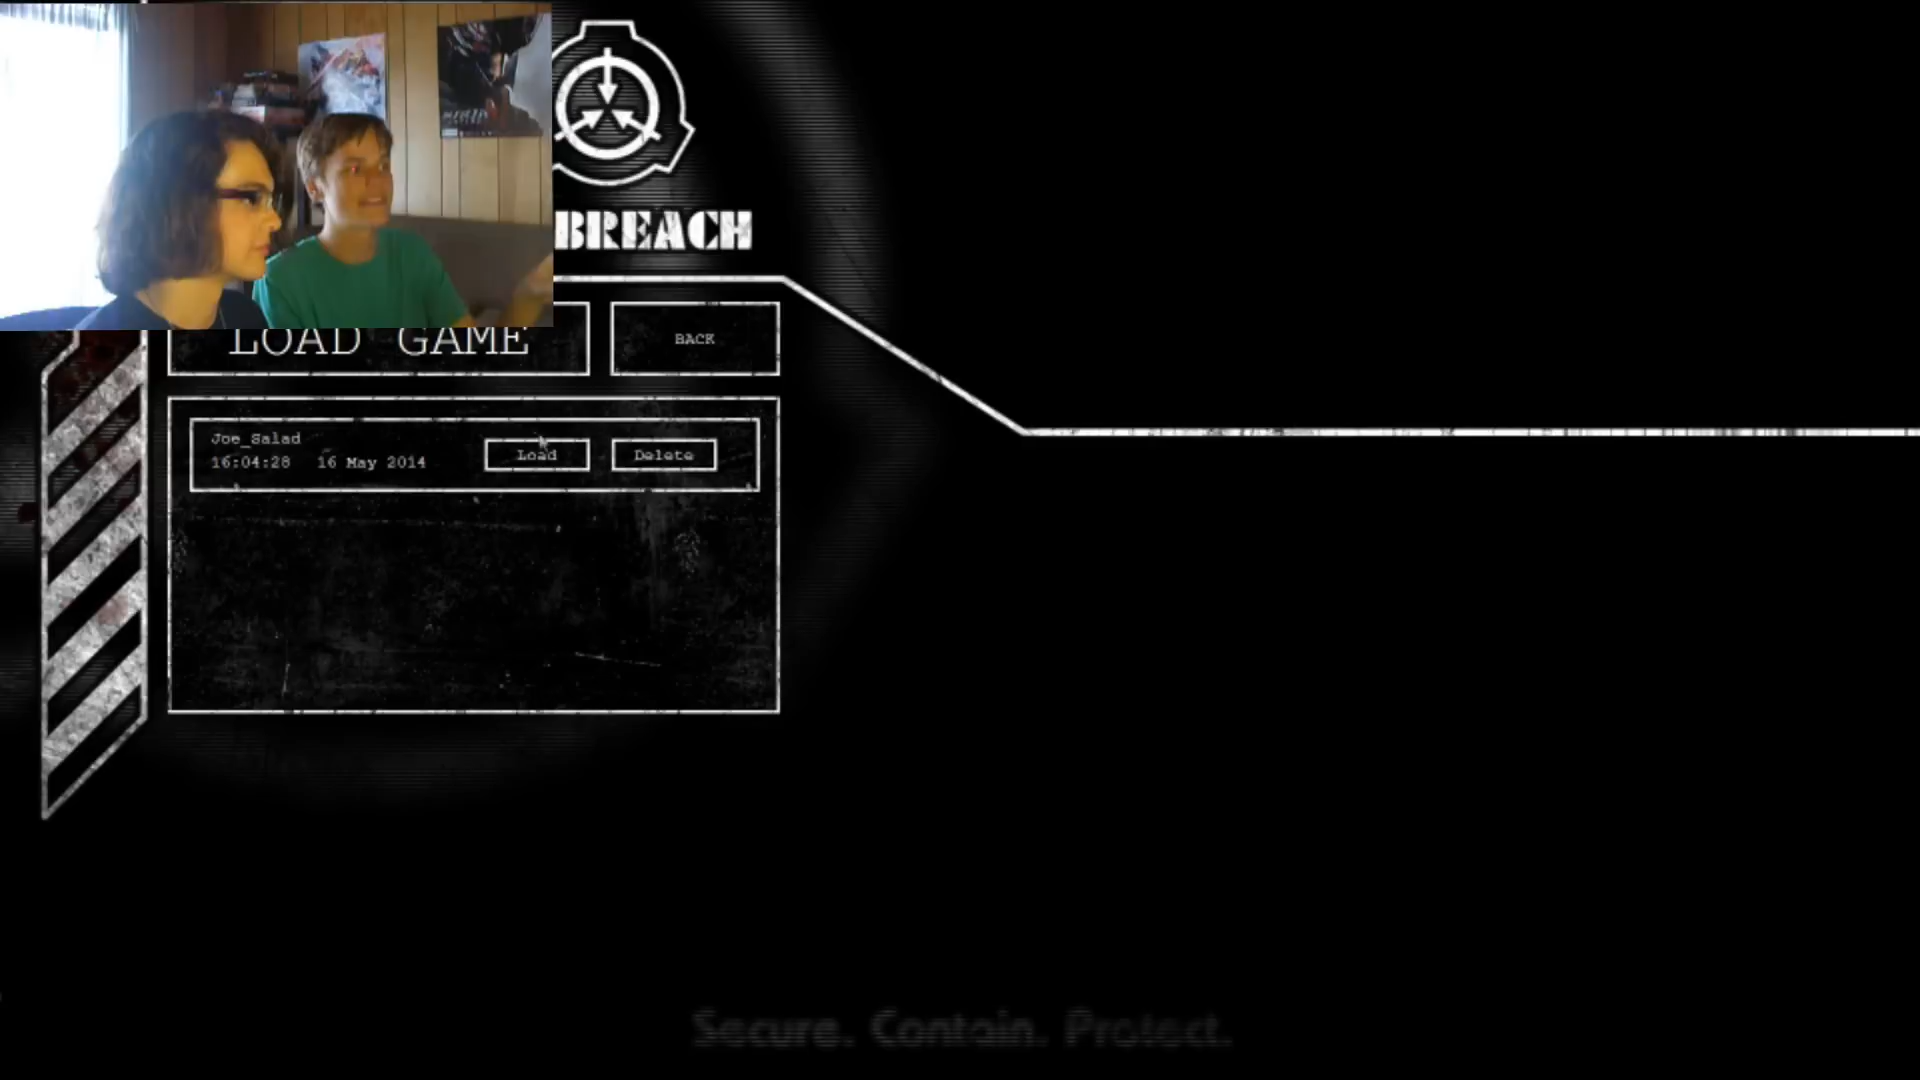 BREACH
LOAD GAME
BACK
Joe_Salad
16:04:28 16 May 2014
Load
Delete
Secure. Contain. Protect.